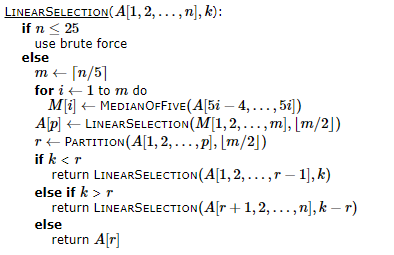 LINEARSELECTION(A[1, 2, …, n], k):
if n ≤ 25
use brute force
else
m ← ⌈n/5⌉
for i ← 1 to m do
M[i] ← MEDIANOFFIVE(A[5i − 4, …, 5i])
A[p] ← LINEARSELECTION(M[1, 2, …, m], ⌊m/2⌋)
r ← PARTITION(A[1, 2, …, p], ⌊m/2⌋)
if k < r
return LINEARSELECTION(A[1, 2, …, r − 1], k)
else if k > r
return LINEARSELECTION(A[r + 1, 2, …, n], k − r)
else
return A[r]